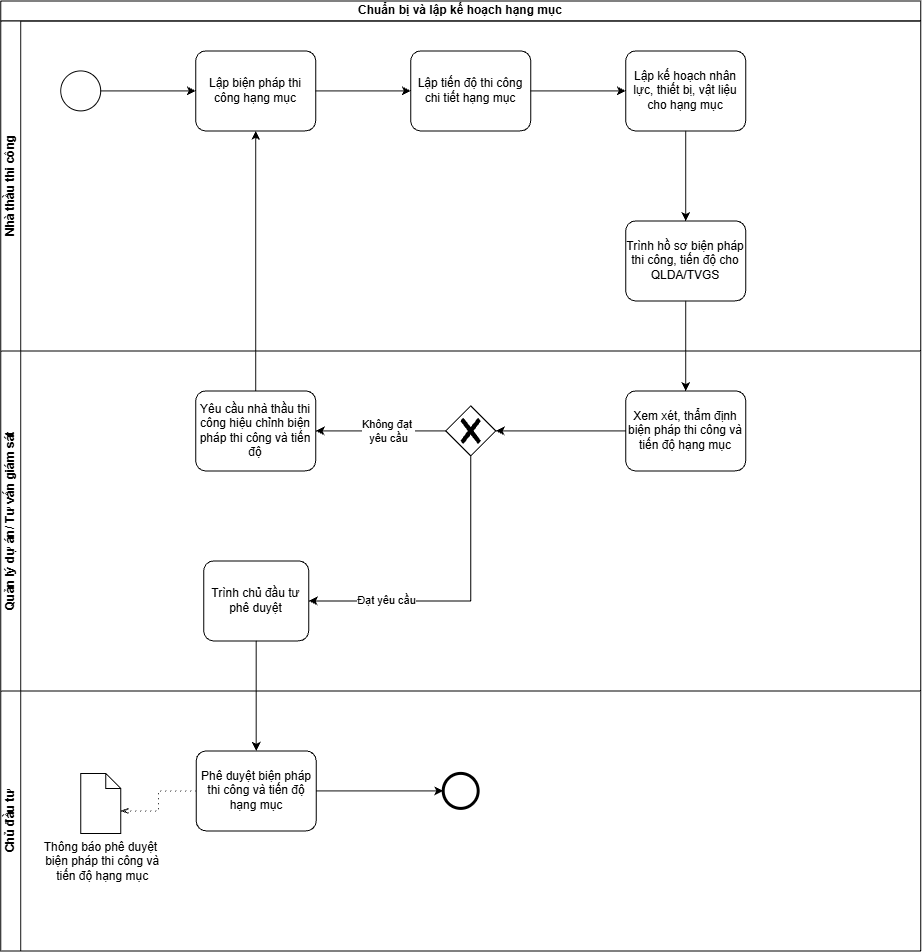 Chuẩn bị và lập kế hoạch hạng mục
Nhà thầu thi công
Lập biện pháp thi
công hạng mục
Lập tiến độ thi công
chi tiết hạng mục
Lập kế hoạch nhân
lực, thiết bị, vật liệu
cho hạng mục
Trình hồ sơ biện pháp
thi công, tiến độ cho
QLDA/TVGS
Quản lý dự án/ Tư vấn giám sát
Yêu cầu nhà thầu thi
công hiệu chỉnh biện
pháp thi công và tiến
độ
Không đạt
yêu cầu
Xem xét, thẩm định
biện pháp thi công và
tiến độ hạng mục
Trình chủ đầu tư
phê duyệt
Đạt yêu cầu
Chủ đầu tư
Phê duyệt biện pháp
thi công và tiến độ
hạng mục
Thông báo phê duyệt
biện pháp thi công và
tiến độ hạng mục